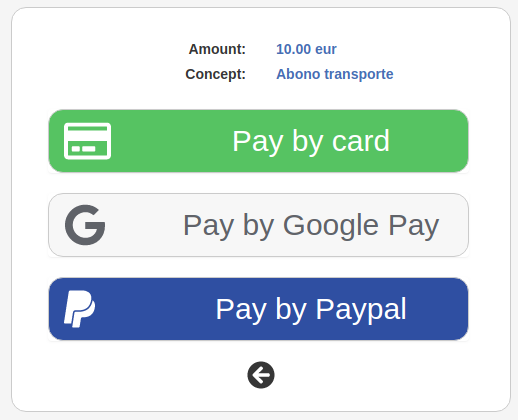 Amount: 10.00 eur
Concept: Abono transporte
Pay by card
Pay by Google Pay
Pay by Paypal